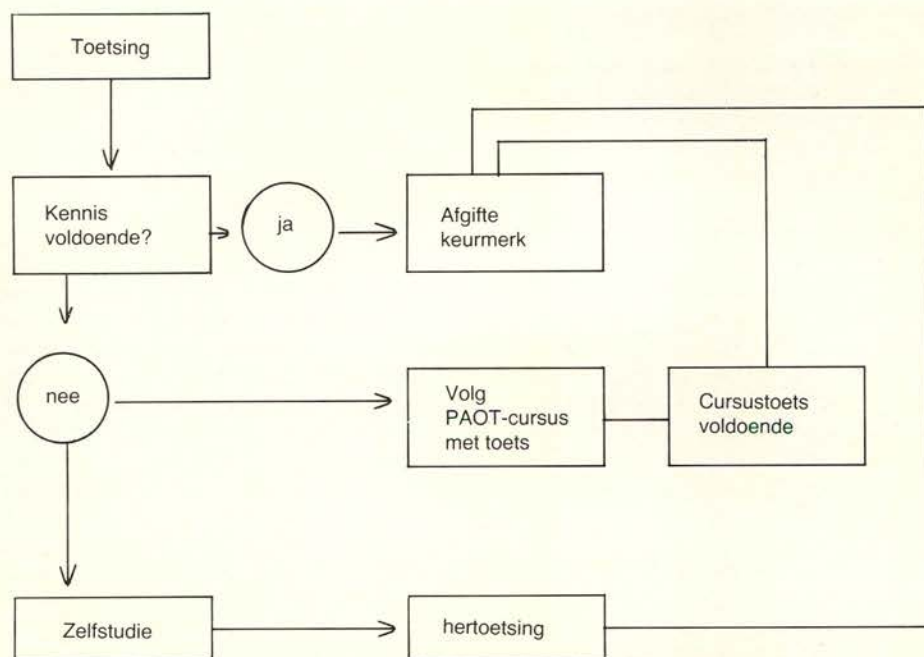 Toetsing
Kennis
voldoende?
ja
Afgifte
keurmerk
nee
Volg
PAOT-cursus
met toets
Cursustoets
voldoende
Zelfstudie
hertoetsing